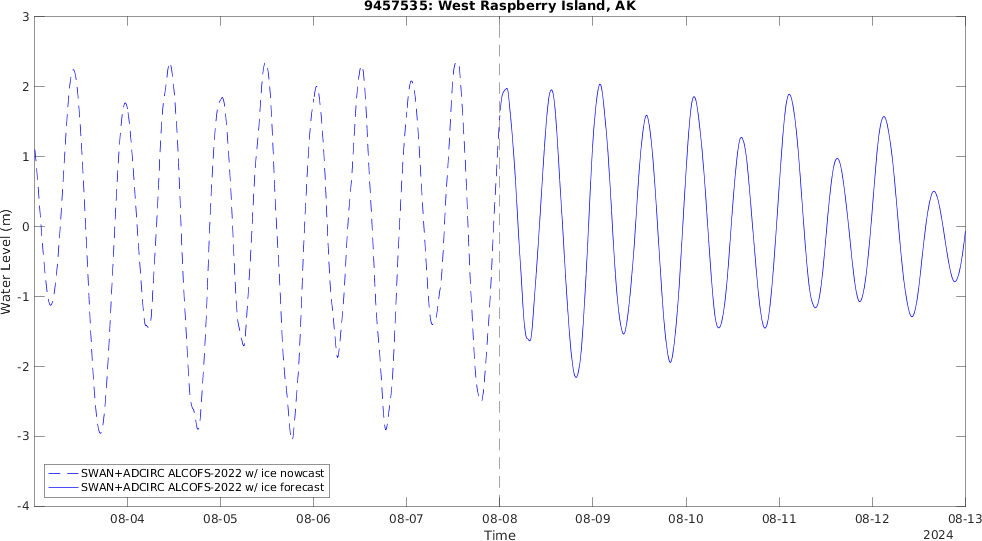 9457535: West Raspberry Island, AK
3
2
1
0
-1
-2
-3
-4
Water Level (m)
SWAN+ADCIRC ALCOFS-2022 w/ ice nowcast
SWAN+ADCIRC ALCOFS-2022 w/ ice forecast
08-04 08-05 08-06 08-07 08-08 08-09 08-10 08-11 08-12 08-13
Time
2024